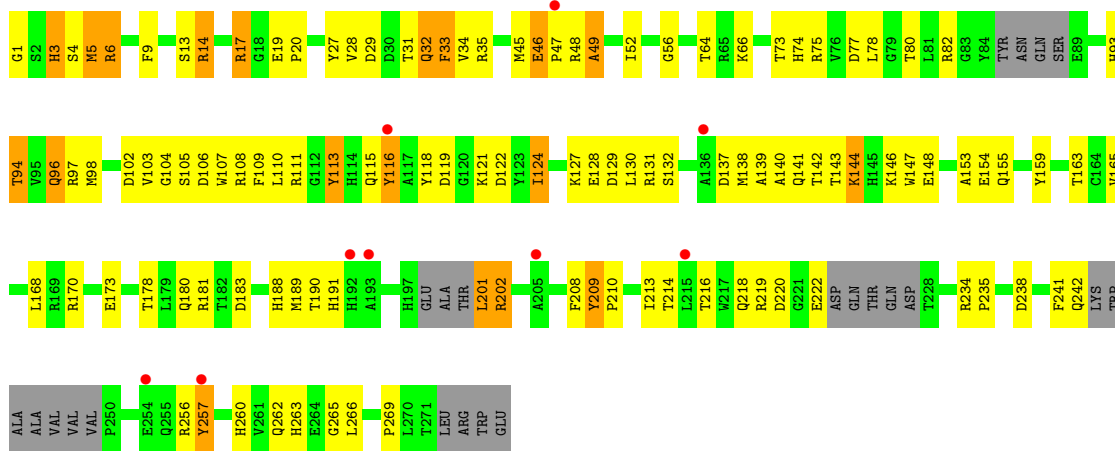 G1 S2 H3 S4 M5 R6 F9 S13 R14 R17 G18 E19 P20 Y27 V28 D29 D30 T31 Q32 F33 V34 R35 M45 E46 P47 R48 A49 I52 G56 T64 R65 K66 T73 H74 R75 V76 D77 L78 G79 T80 L81 R82 G83 Y84 TYR ASN GLN SER E89
T94 V95 Q96 R97 M98 D102 V103 G104 S105 D106 W107 R108 F109 L110 R111 G112 Y113 H114 Q115 Y116 A117 Y118 D119 G120 K121 D122 Y123 I124 K127 E128 D129 L130 R131 S132 A136 D137 M138 A139 A140 Q141 T142 T143 K144 H145 K146 W147 E148 A153 E154 Q155 Y159 T163 C164
L168 R169 R170 E173 T178 L179 Q180 R181 T182 D183 H188 M189 T190 H191 H192 A193 H197 GLU ALA THR L201 R202 A205 F208 Y209 P210 I213 T214 L215 T216 W217 Q218 R219 D220 G221 E222 ASP GLN THR GLN ASP T228 R234 P235 D238 F241 Q242 LYS
ALA ALA VAL VAL VAL P250 E254 Q255 R256 Y257 H260 V261 Q262 H263 E264 G265 L266 P269 L270 T271 LEU ARG TRP GLU